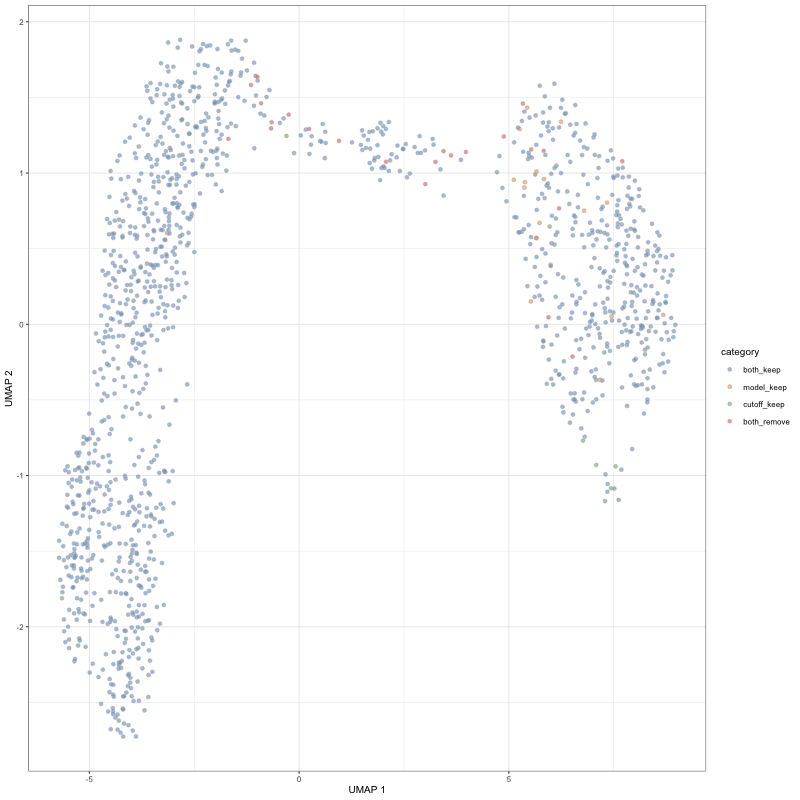 2
1
0
-1
-2
-5
0
5
UMAP 1
UMAP 2
category
both_keep
model_keep
cutoff_keep
both_remove